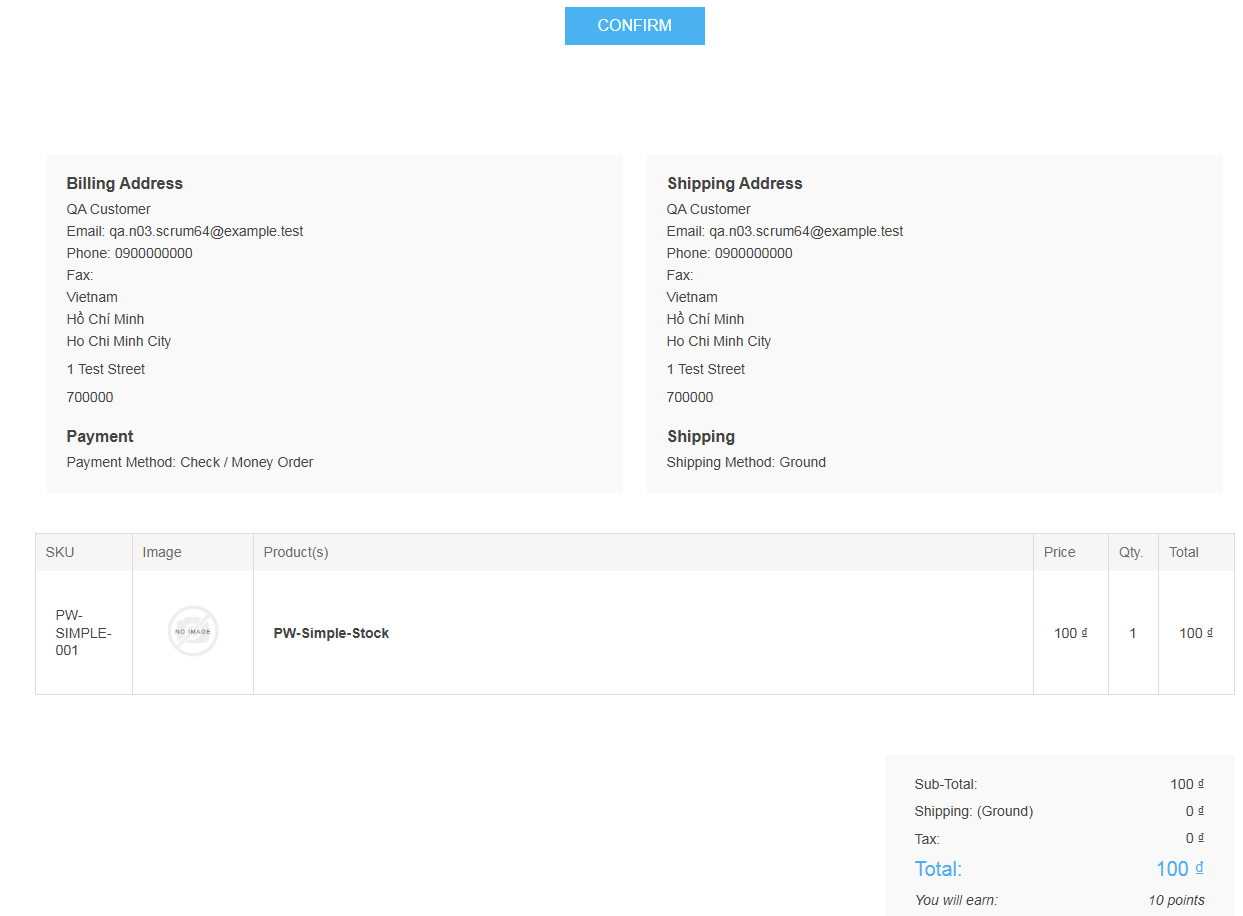 CONFIRM
Billing Address
QA Customer
Email: qa.n03.scrum64@example.test
Phone: 0900000000
Fax:
Vietnam
Hồ Chí Minh
Ho Chi Minh City
1 Test Street
700000
Payment
Payment Method: Check / Money Order
Shipping Address
QA Customer
Email: qa.n03.scrum64@example.test
Phone: 0900000000
Fax:
Vietnam
Hồ Chí Minh
Ho Chi Minh City
1 Test Street
700000
Shipping
Shipping Method: Ground
SKU Image Product(s) Price Qty. Total
PW-
SIMPLE-
001
NO IMAGE
PW-Simple-Stock 100 ₫ 1 100 ₫
Sub-Total: 100 ₫
Shipping: (Ground) 0 ₫
Tax: 0 ₫
Total: 100 ₫
You will earn: 10 points